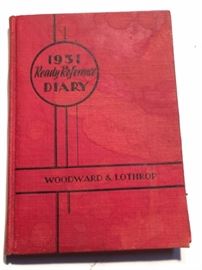 1931
Ready Reference
DIARY
WOODWARD & LOTHROP